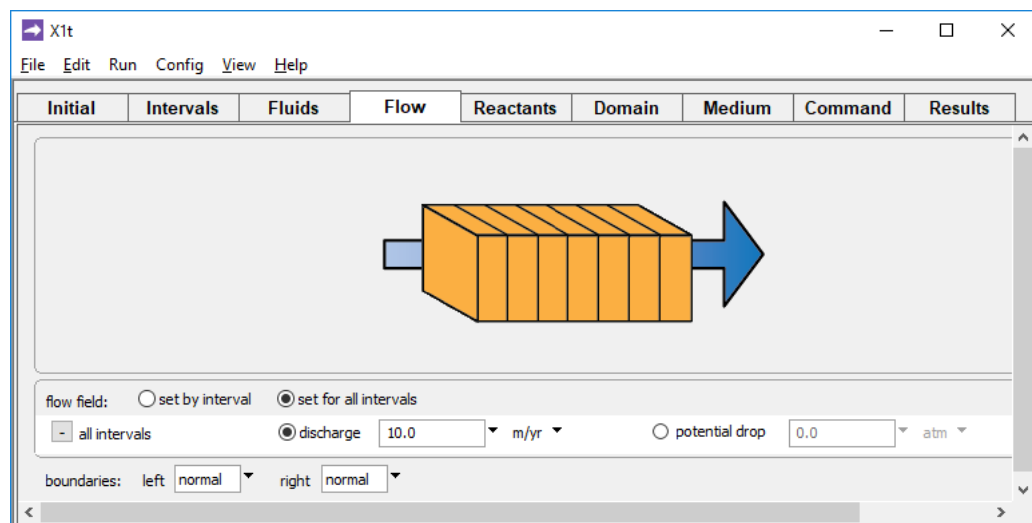 X1t
File Edit Run Config View Help
Initial Intervals Fluids Flow Reactants Domain Medium Command Results
flow field: set by interval set for all intervals
- all intervals discharge 10.0 m/yr potential drop 0.0 atm
boundaries: left normal right normal